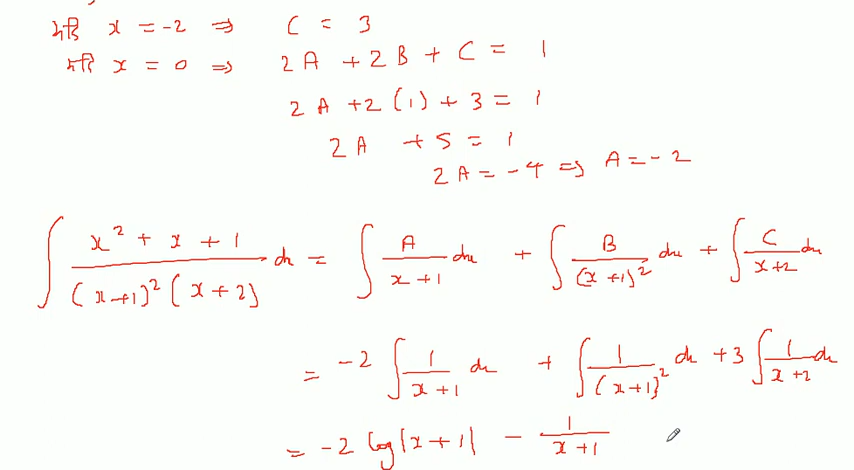 જો x = -2 ⇒ C = 3
જો x = 0 ⇒ 2A + 2B + C = 1
2A + 2(1) + 3 = 1
2A + 5 = 1
2A = -4 ⇒ A = -2
∫ (x² + x + 1)/((x+1)²(x+2)) dx = ∫ A/(x+1) dx + ∫ B/(x+1)² dx + ∫ C/(x+2) dx
= -2 ∫ 1/(x+1) dx + ∫ 1/(x+1)² dx + 3 ∫ 1/(x+2) dx
= -2 log|x+1| - 1/(x+1)